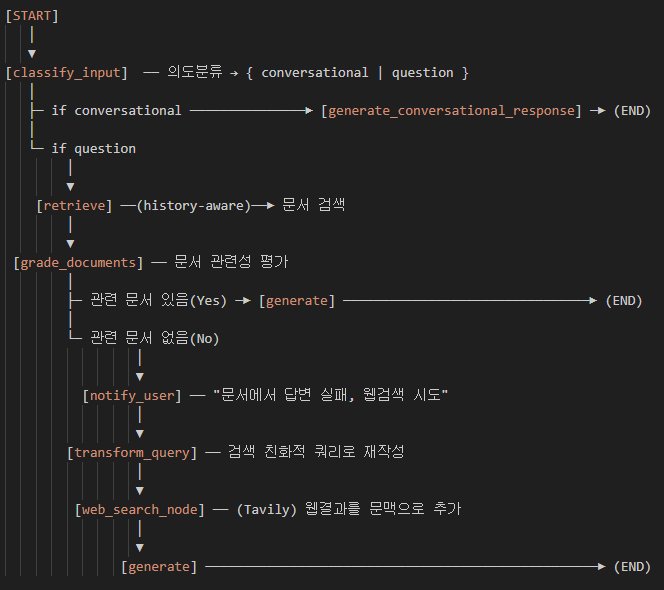 [START]
[classify_input] ── 의도분류 → { conversational | question }
├─ if conversational ───────────────► [generate_conversational_response] ─► (END)
└─ if question
[retrieve] ──(history-aware)──► 문서 검색
[grade_documents] ── 문서 관련성 평가
├─ 관련 문서 있음(Yes) ─► [generate] ────────────────────────────────► (END)
└─ 관련 문서 없음(No)
[notify_user] ── "문서에서 답변 실패, 웹검색 시도"
[transform_query] ── 검색 친화적 쿼리로 재작성
[web_search_node] ── (Tavily) 웹결과를 문맥으로 추가
[generate] ──────────────────────────────────────────────────► (END)